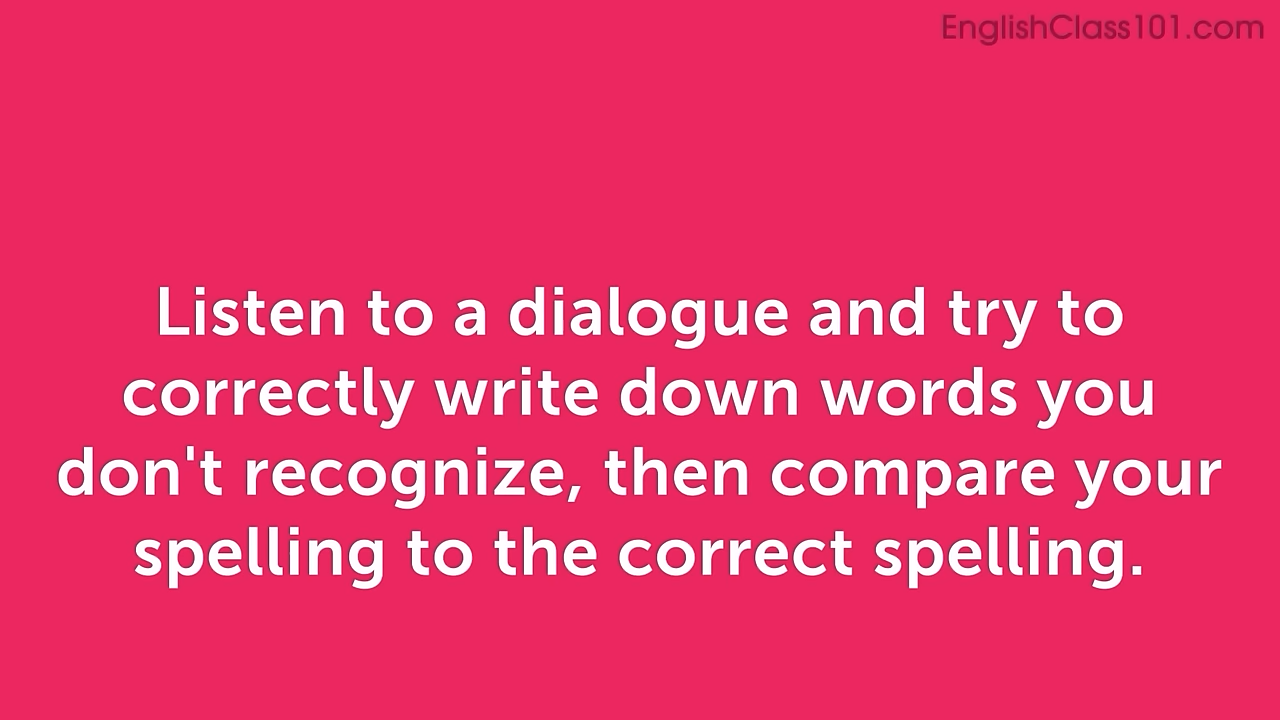 EnglishClass101.com
Listen to a dialogue and try to
correctly write down words you
don't recognize, then compare your
spelling to the correct spelling.